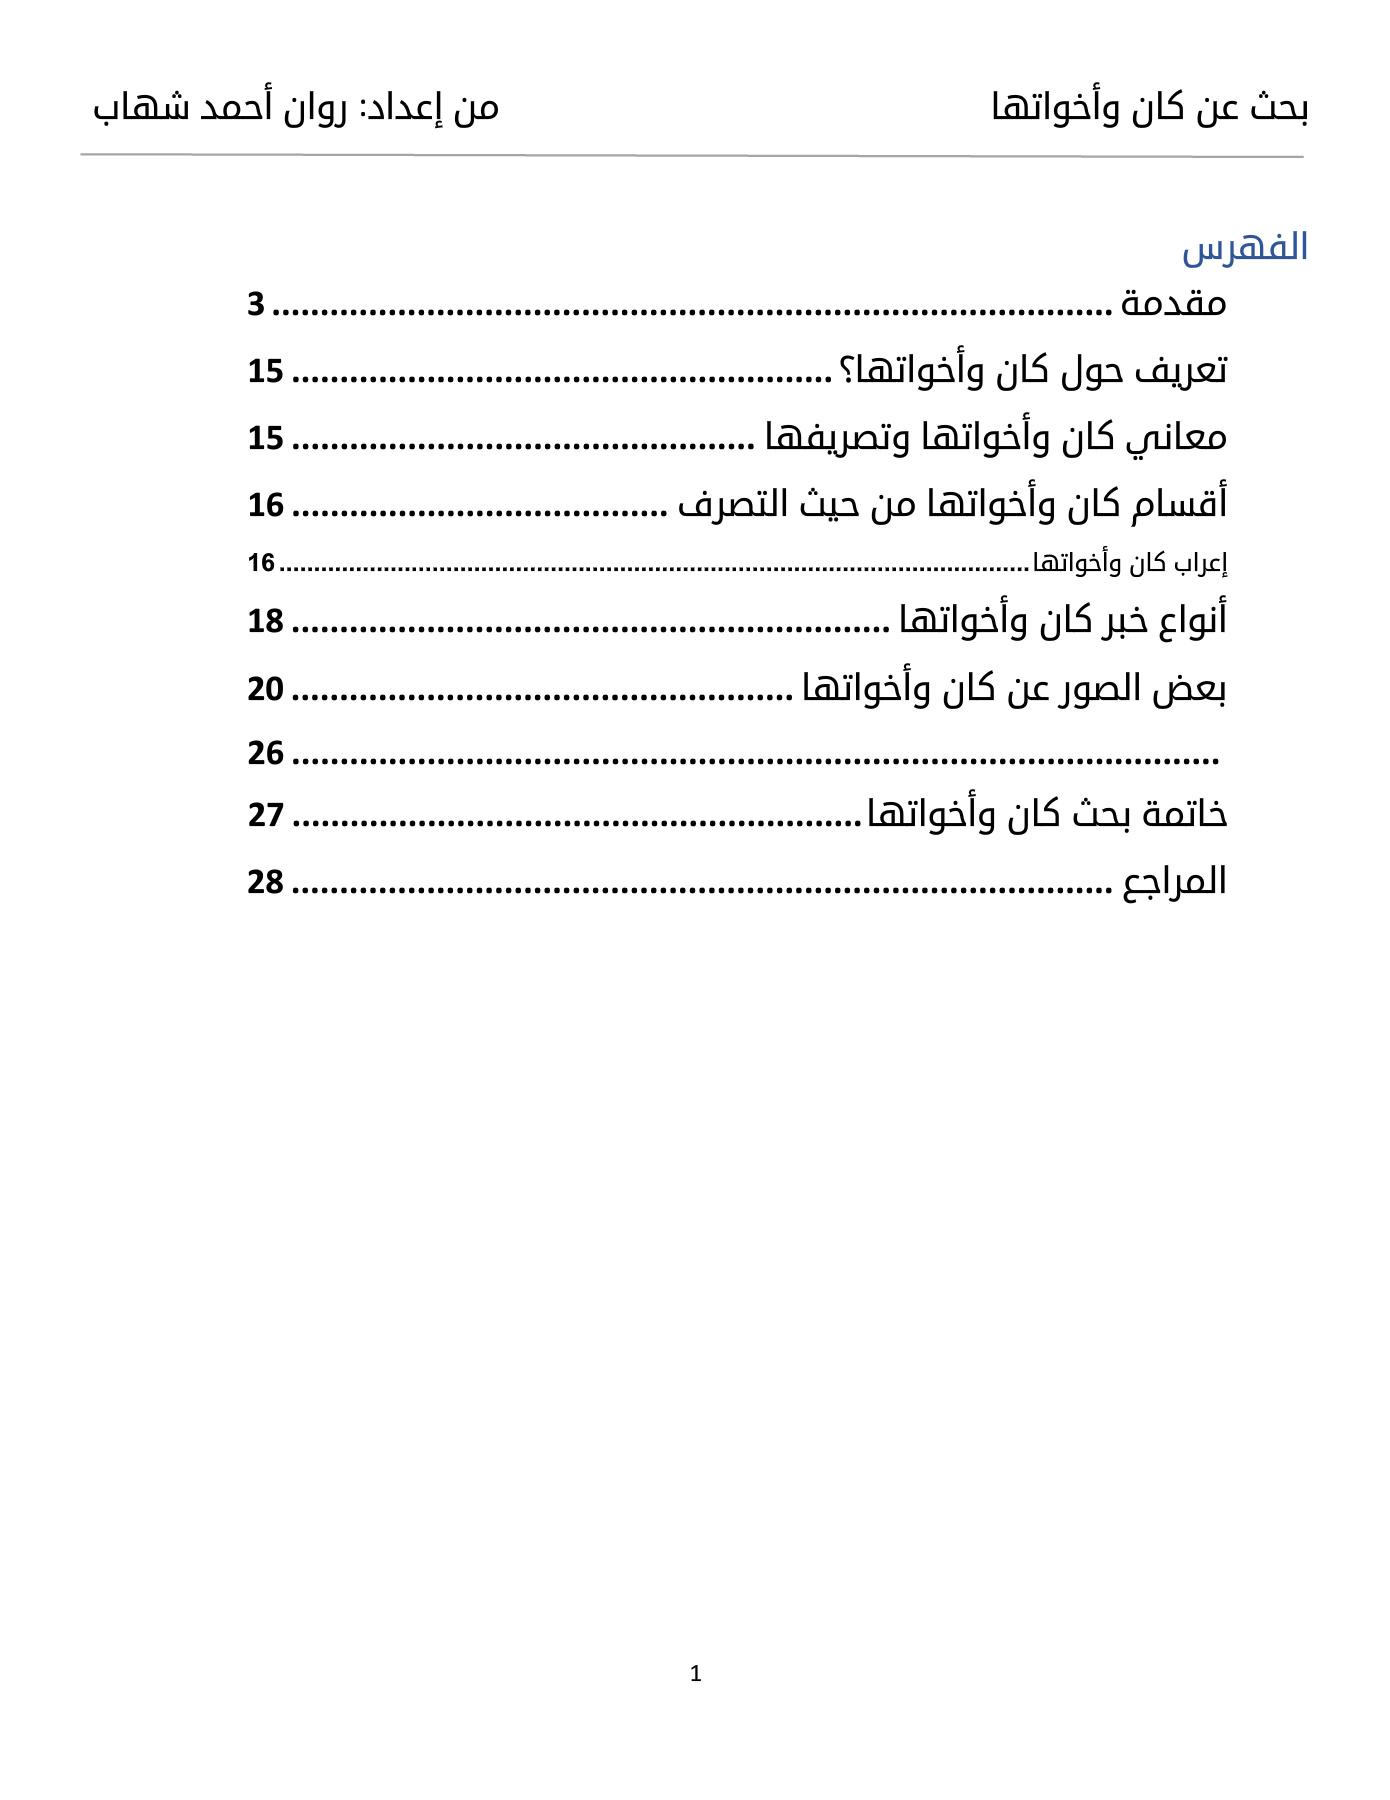 بحث عن كان وأخواتها من إعداد: روان أحمد شهاب
الفهرس
مقدمة ................................................................................ 3
تعريف حول كان وأخواتها؟ ........................................................ 15
معاني كان وأخواتها وتصريفها ................................................ 15
أقسام كان وأخواتها من حيث التصرف ....................................... 16
إعراب كان وأخواتها ................................................................................ 16
أنواع خبر كان وأخواتها .............................................................. 18
بعض الصور عن كان وأخواتها .................................................... 20
................................................................................ 26
خاتمة بحث كان وأخواتها ........................................................... 27
المراجع ................................................................................ 28
1